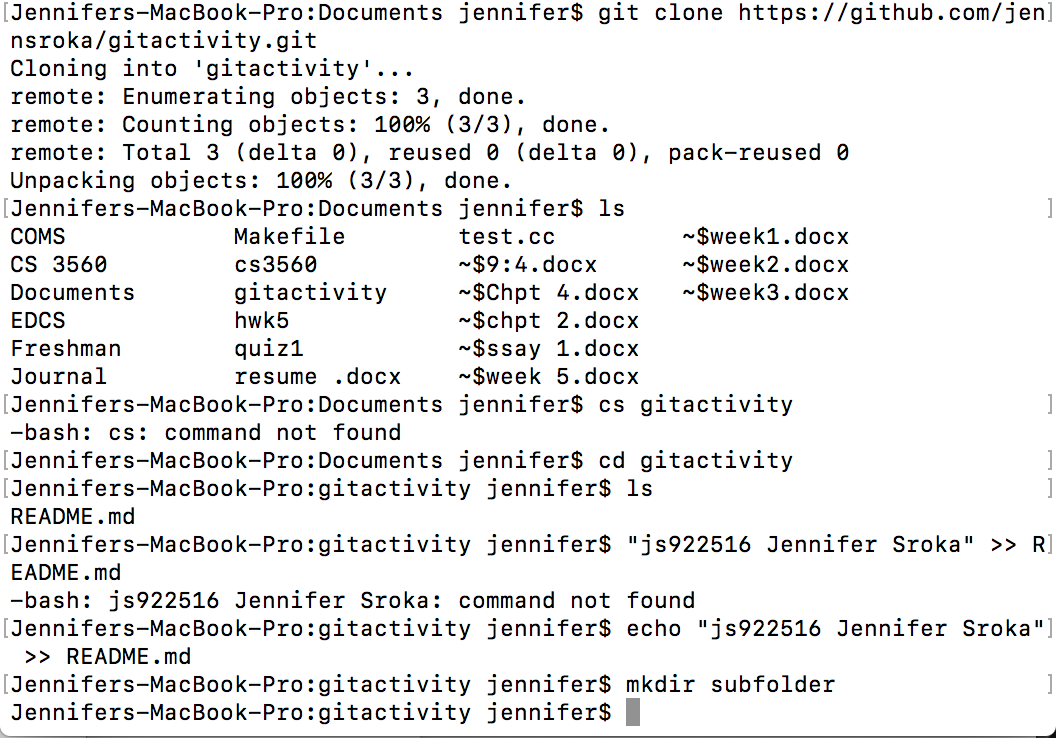 [Jennifers-MacBook-Pro:Documents jennifer$ git clone https://github.com/jen]
nsroka/gitactivity.git
Cloning into 'gitactivity'...
remote: Enumerating objects: 3, done.
remote: Counting objects: 100% (3/3), done.
remote: Total 3 (delta 0), reused 0 (delta 0), pack-reused 0
Unpacking objects: 100% (3/3), done.
[Jennifers-MacBook-Pro:Documents jennifer$ ls ]
COMS Makefile test.cc ~$week1.docx
CS 3560 cs3560 ~$9:4.docx ~$week2.docx
Documents gitactivity ~$Chpt 4.docx ~$week3.docx
EDCS hwk5 ~$chpt 2.docx
Freshman quiz1 ~$ssay 1.docx
Journal resume .docx ~$week 5.docx
[Jennifers-MacBook-Pro:Documents jennifer$ cs gitactivity ]
-bash: cs: command not found
[Jennifers-MacBook-Pro:Documents jennifer$ cd gitactivity ]
[Jennifers-MacBook-Pro:gitactivity jennifer$ ls ]
README.md
[Jennifers-MacBook-Pro:gitactivity jennifer$ "js922516 Jennifer Sroka" >> R]
EADME.md
-bash: js922516 Jennifer Sroka: command not found
[Jennifers-MacBook-Pro:gitactivity jennifer$ echo "js922516 Jennifer Sroka"]
 >> README.md
[Jennifers-MacBook-Pro:gitactivity jennifer$ mkdir subfolder ]
Jennifers-MacBook-Pro:gitactivity jennifer$